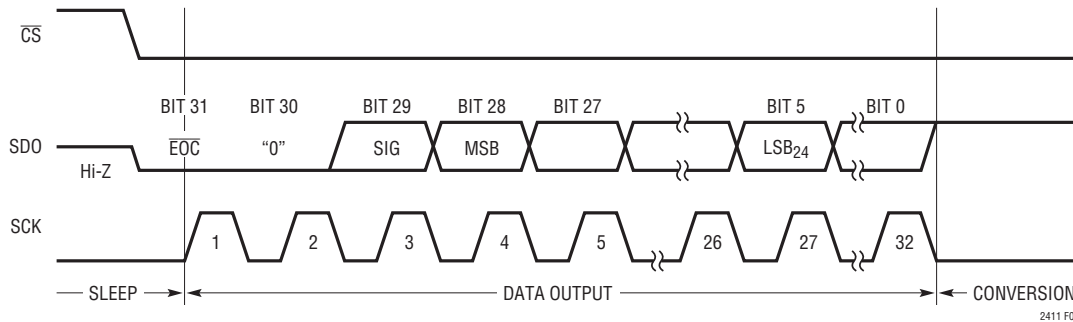 CS
BIT 31 BIT 30 BIT 29 BIT 28 BIT 27 BIT 5 BIT 0
SDO EOC “0” SIG MSB LSB24
Hi-Z
SCK
1 2 3 4 5 26 27 32
SLEEP DATA OUTPUT CONVERSION
2411 F0